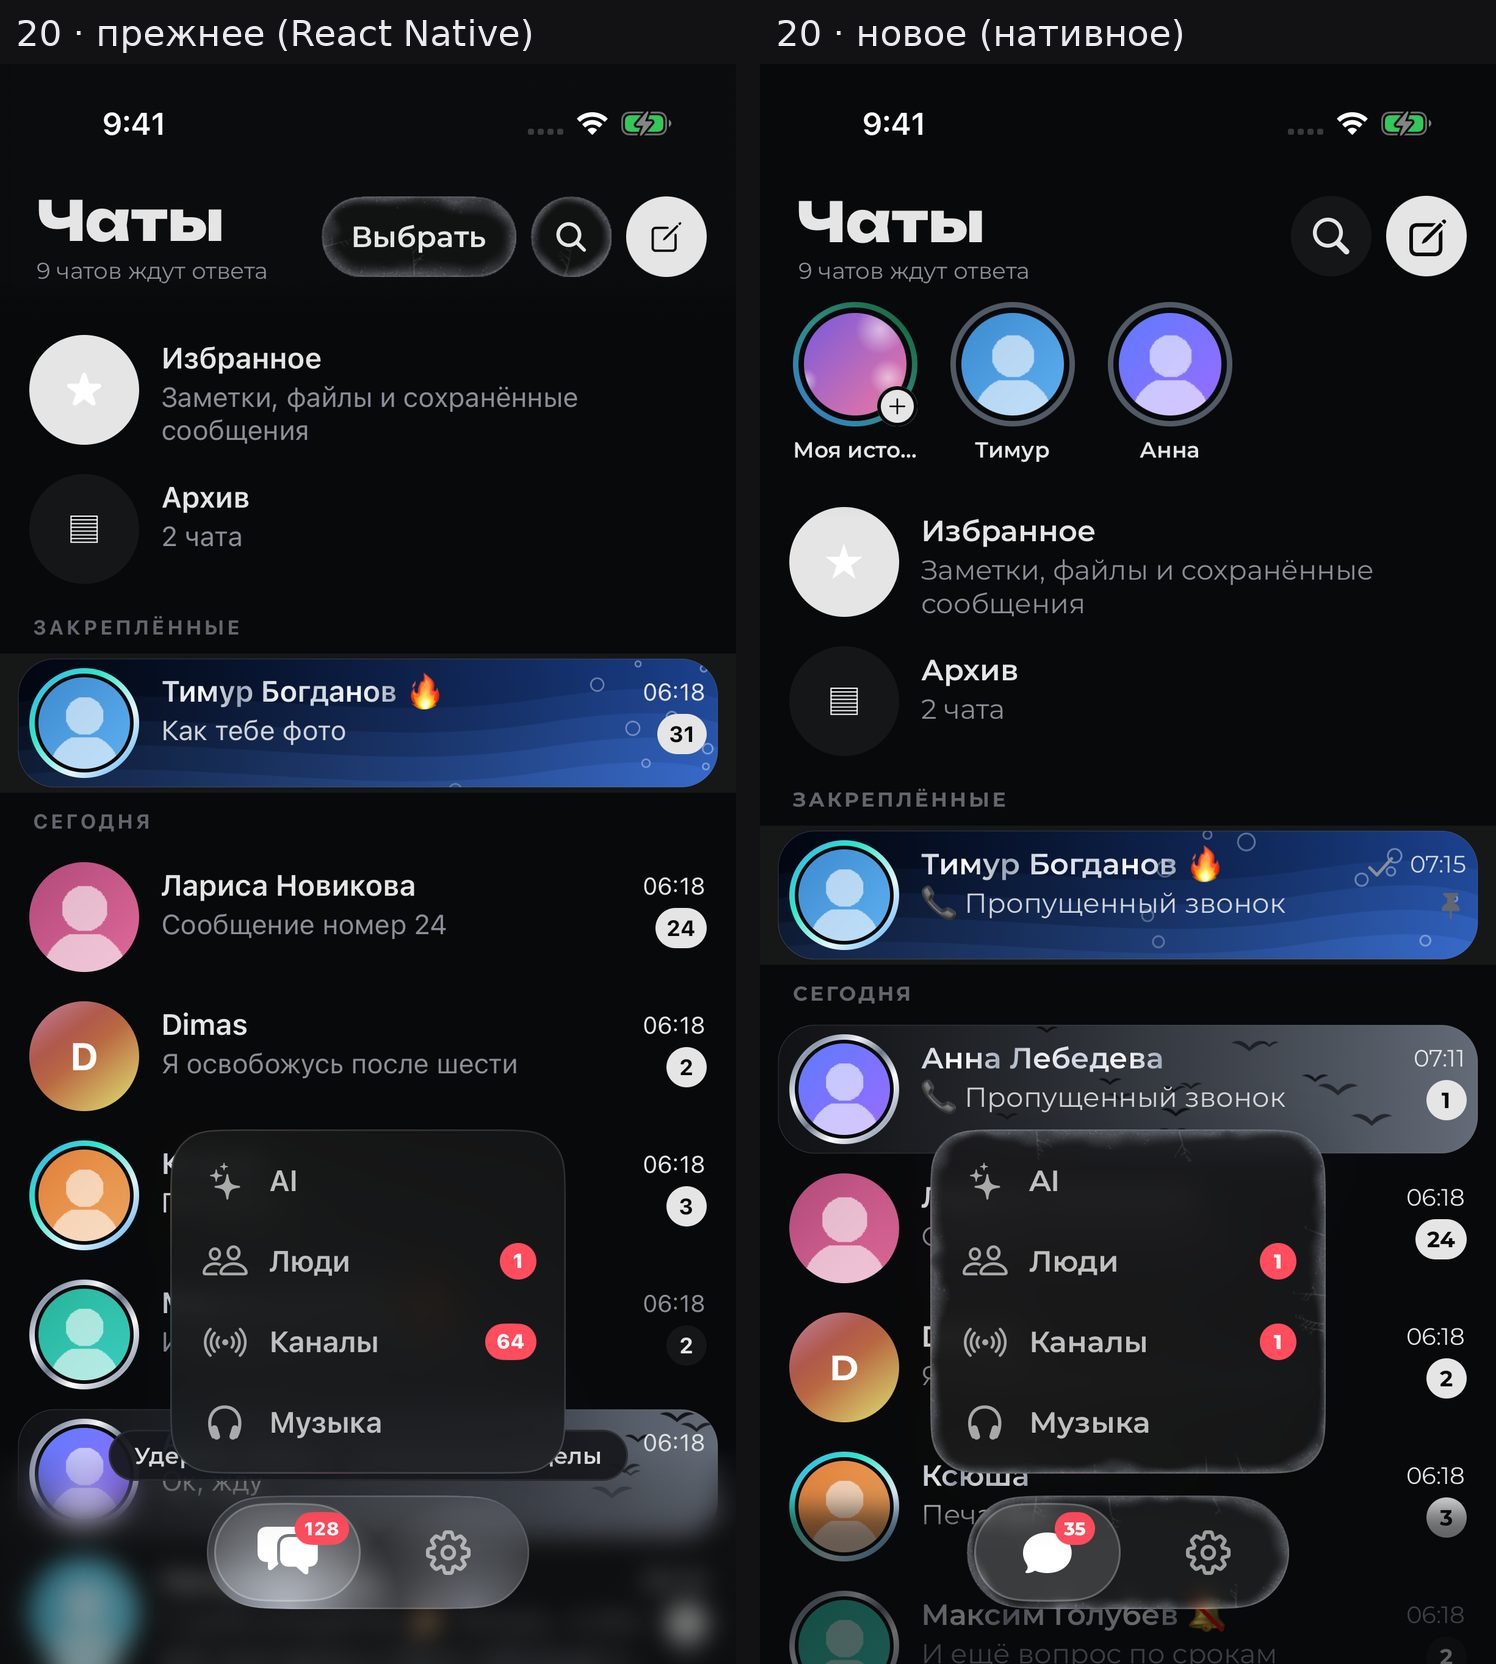 20 · прежнее (React Native)
9:41
Чаты
9 чатов ждут ответа
Выбрать
Избранное
Заметки, файлы и сохранённые
сообщения
Архив
2 чата
ЗАКРЕПЛЁННЫЕ
Тимур Богданов 🔥
06:18
Как тебе фото
31
СЕГОДНЯ
Лариса Новикова
06:18
Сообщение номер 24
24
Dimas
06:18
D
Я освобожусь после шести
2
06:18
3
06:18
2
AI
Люди
1
Каналы
64
Музыка
06:18
Ок, жду
128
20 · новое (нативное)
9:41
Чаты
9 чатов ждут ответа
Моя исто...
Тимур
Анна
Избранное
Заметки, файлы и сохранённые
сообщения
Архив
2 чата
ЗАКРЕПЛЁННЫЕ
Тимур Богданов 🔥
07:15
📞 Пропущенный звонок
СЕГОДНЯ
Анна Лебедева
07:11
📞 Пропущенный звонок
1
06:18
24
06:18
D
2
AI
Люди
1
Каналы
1
Музыка
Ксюша
06:18
3
35
Максим Голубев 🔕
06:18
И ещё вопрос по срокам
2